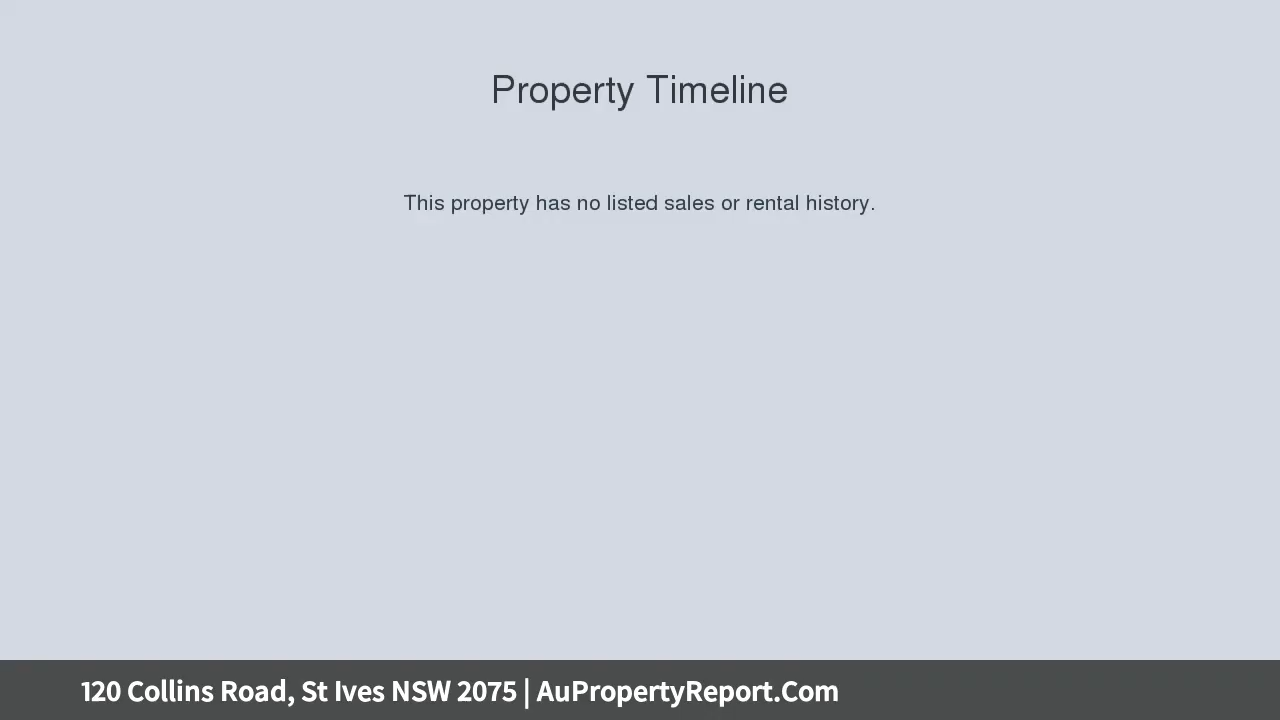 Property Timeline
This property has no listed sales or rental history.
120 Collins Road, St Ives NSW 2075 | AuPropertyReport.Com